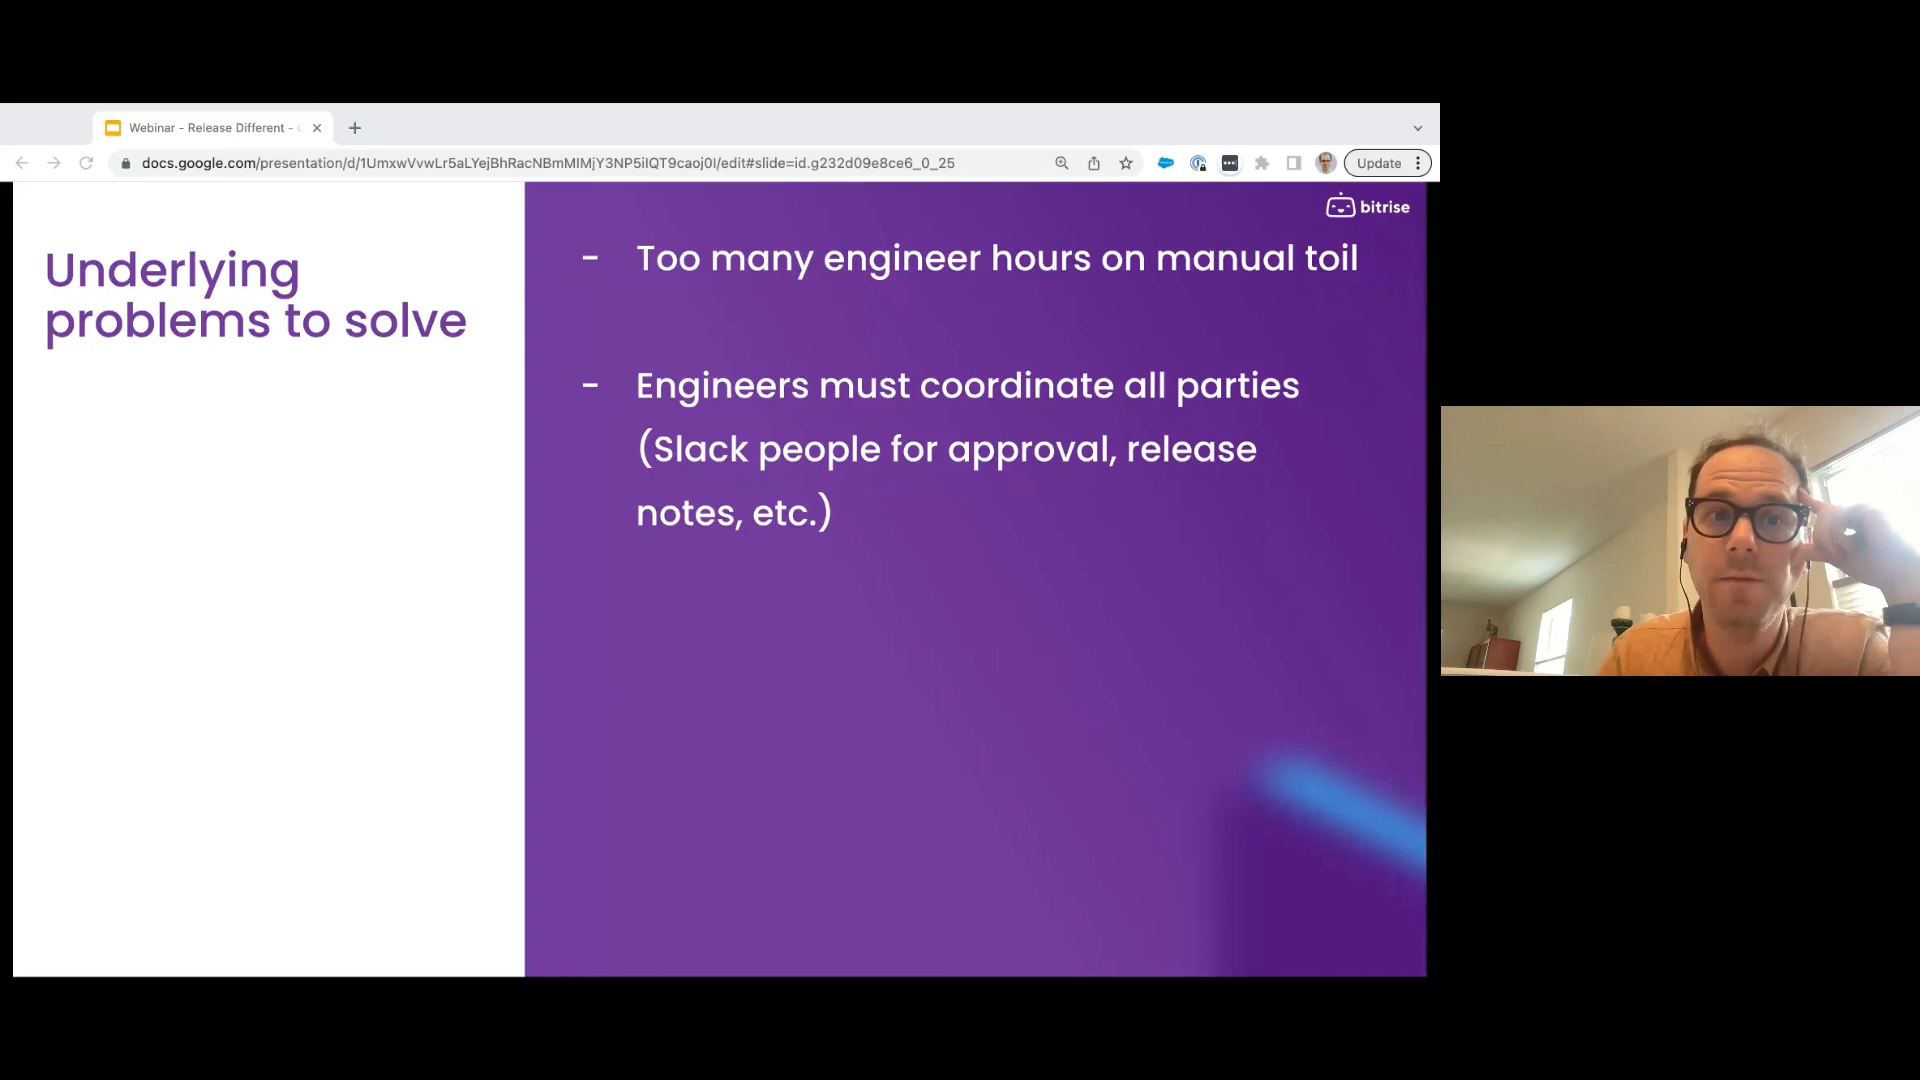 Webinar - Release Different -
docs.google.com/presentation/d/1UmxwVvwLr5aLYejBhRacNBmMIMjY3NP5iIQT9caoj0I/edit#slide=id.g232d09e8ce6_0_25
Update
bitrise
Underlying
problems to solve
- Too many engineer hours on manual toil
- Engineers must coordinate all parties
(Slack people for approval, release
notes, etc.)